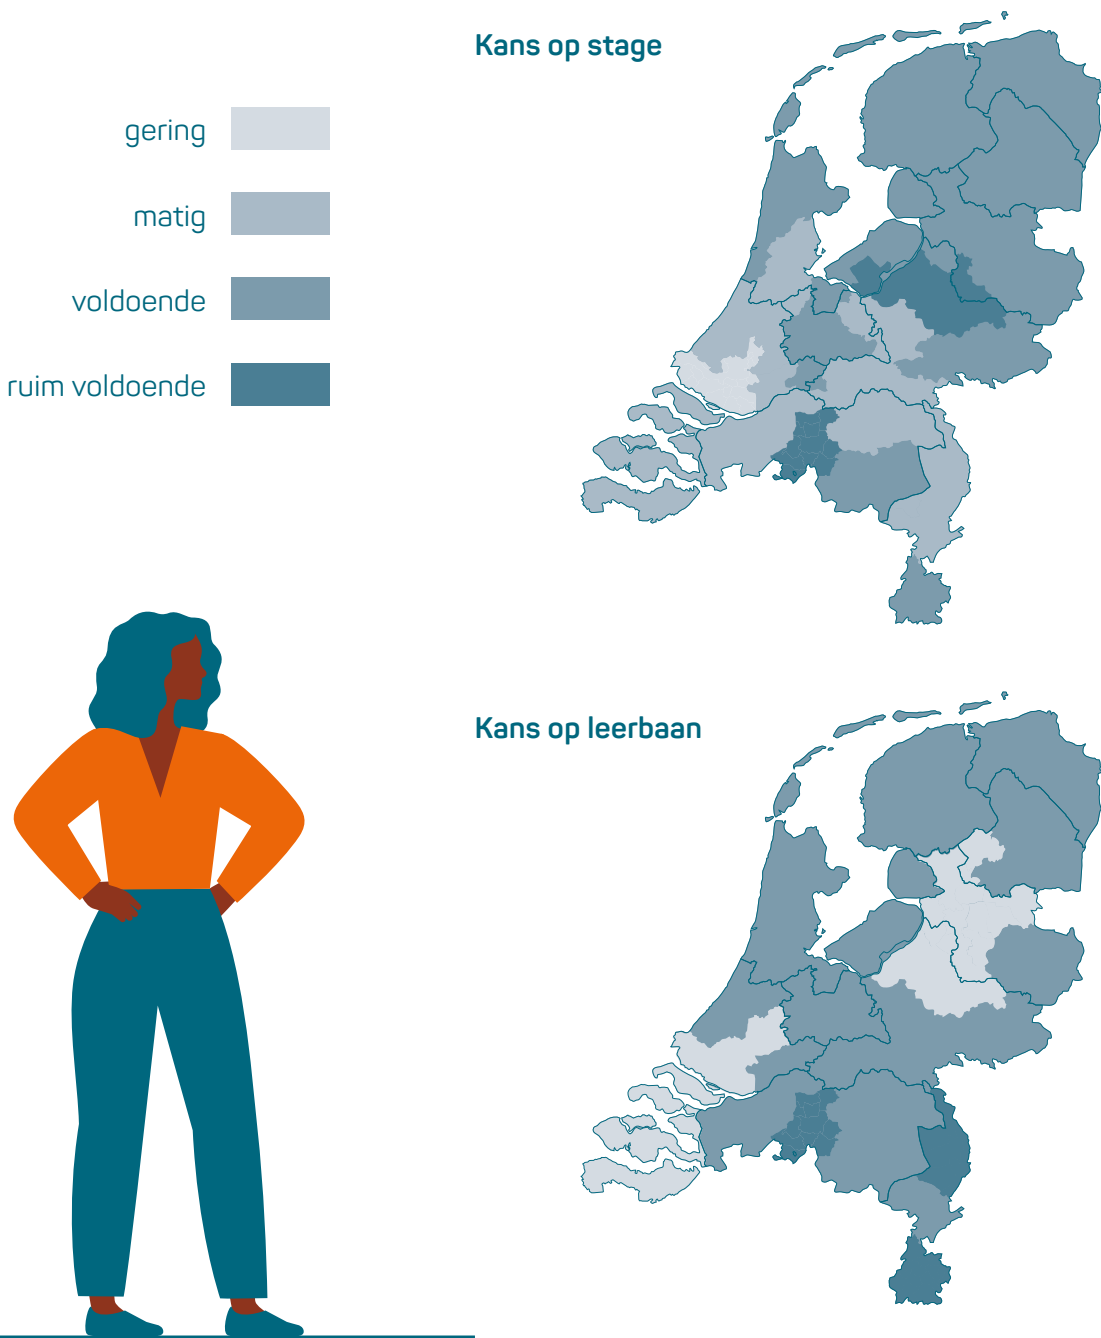 Kans op stage
gering
matig
voldoende
ruim voldoende
Kans op leerbaan